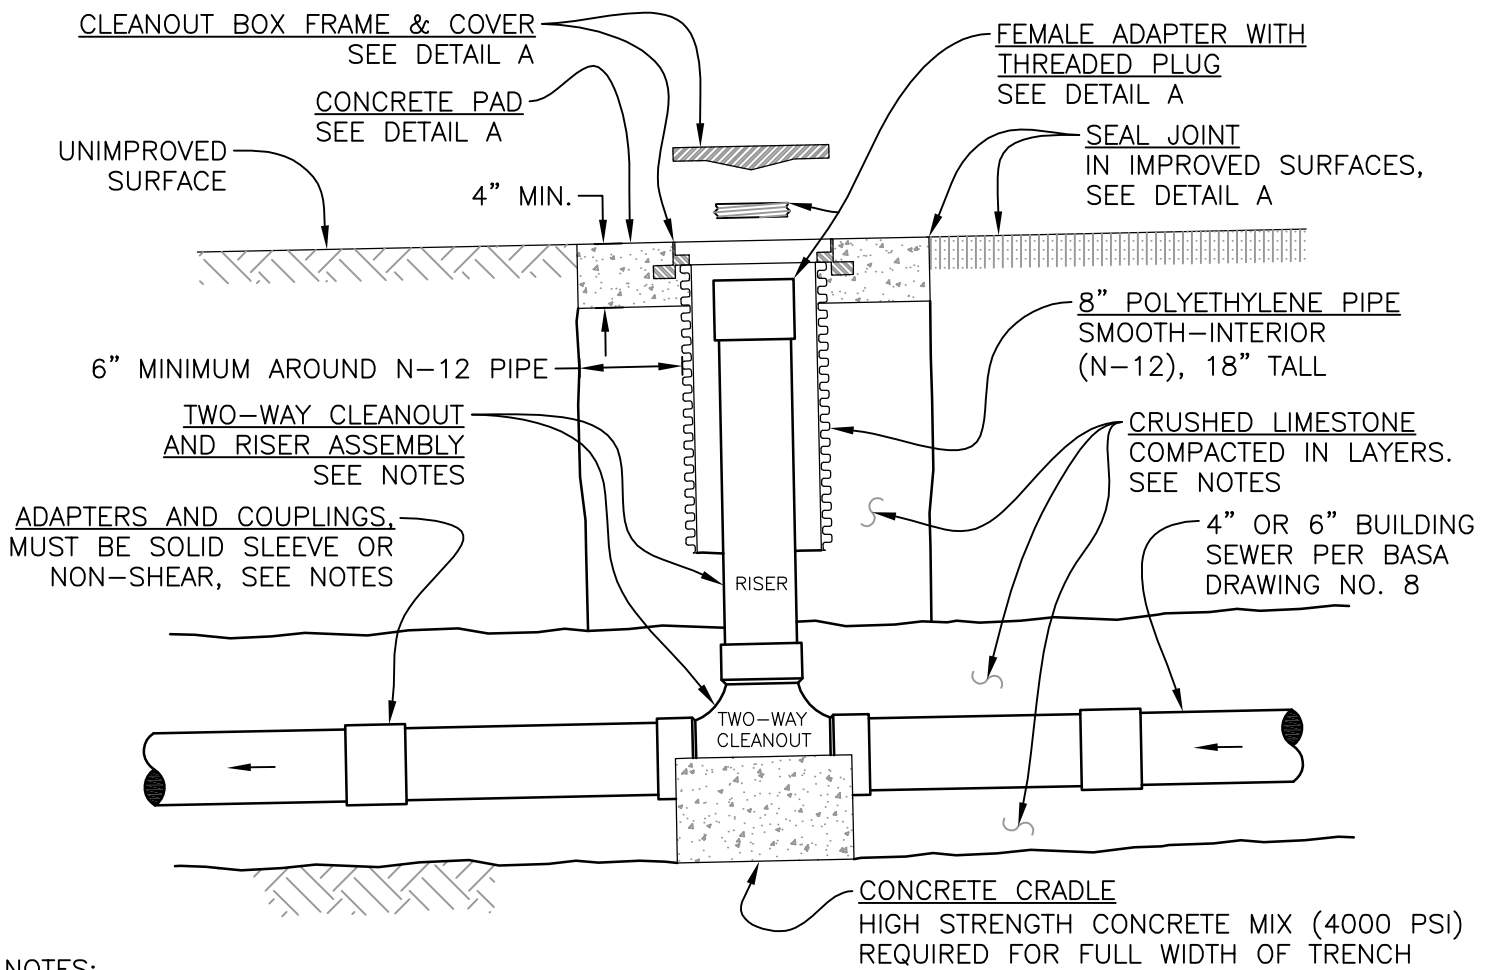 CLEANOUT BOX FRAME & COVER
SEE DETAIL A
CONCRETE PAD
SEE DETAIL A
UNIMPROVED
SURFACE
4” MIN.
FEMALE ADAPTER WITH
THREADED PLUG
SEE DETAIL A
SEAL JOINT
IN IMPROVED SURFACES,
SEE DETAIL A
8” POLYETHYLENE PIPE
SMOOTH–INTERIOR
(N–12), 18” TALL
6” MINIMUM AROUND N–12 PIPE
TWO–WAY CLEANOUT
AND RISER ASSEMBLY
SEE NOTES
CRUSHED LIMESTONE
COMPACTED IN LAYERS.
SEE NOTES
ADAPTERS AND COUPLINGS,
MUST BE SOLID SLEEVE OR
NON–SHEAR, SEE NOTES
4” OR 6” BUILDING
SEWER PER BASA
DRAWING NO. 8
RISER
TWO–WAY
CLEANOUT
CONCRETE CRADLE
HIGH STRENGTH CONCRETE MIX (4000 PSI)
REQUIRED FOR FULL WIDTH OF TRENCH
NOTES: